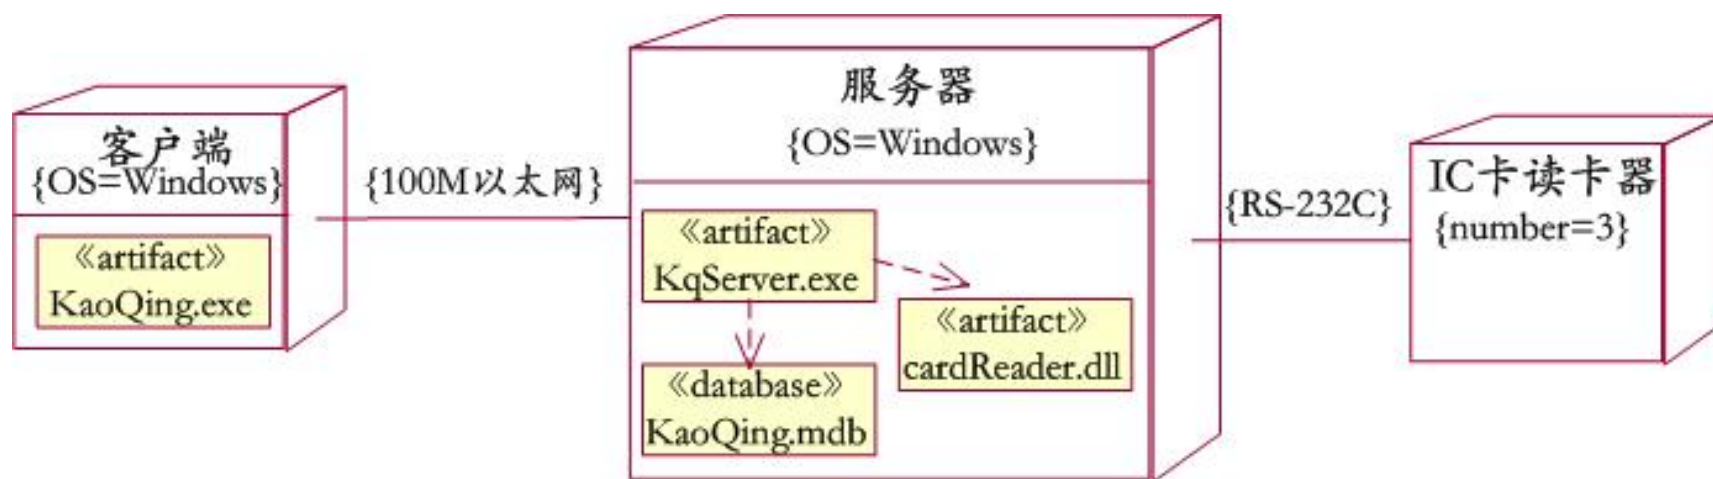 客户端
{OS=Windows}
《artifact》
KaoQing.exe
{100M以太网}
服务器
{OS=Windows}
《artifact》
KqServer.exe
《artifact》
cardReader.dll
《database》
KaoQing.mdb
{RS-232C}
IC卡读卡器
{number=3}